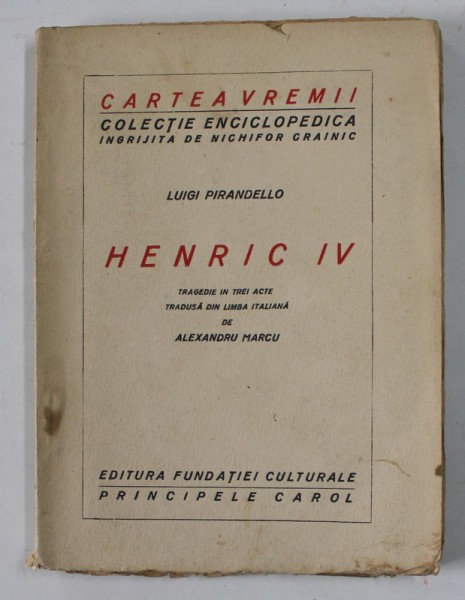 CARTEA VREMII
COLECȚIE ENCICLOPEDICA
INGRIJITA DE NICHIFOR CRAINIC
LUIGI PIRANDELLO
HENRIC IV
TRAGEDIE IN TREI ACTE
TRADUSĂ DIN LIMBA ITALIANĂ
DE
ALEXANDRU MARCU
EDITURA FUNDAȚIEI CULTURALE
PRINCIPELE CAROL